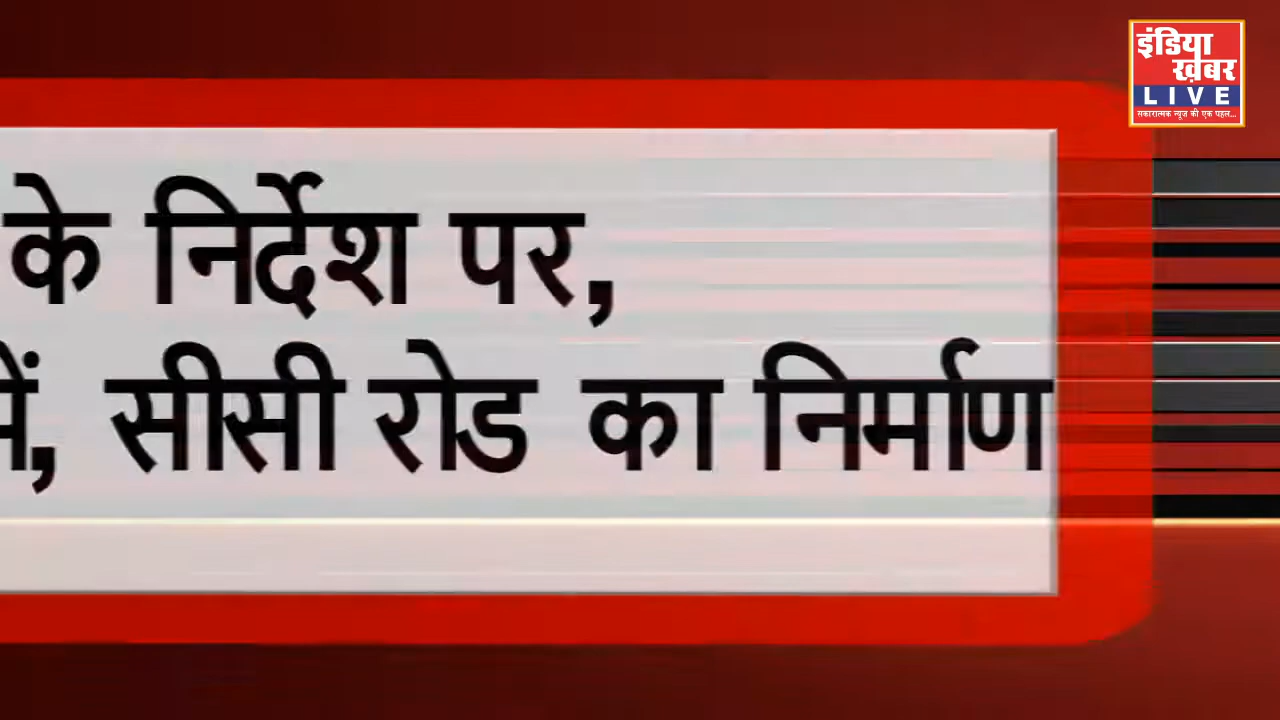 इंडिया
ख़बर
LIVE
सकारात्मक न्यूज की एक पहल...
के निर्देश पर,
में, सीसी रोड का निर्माण